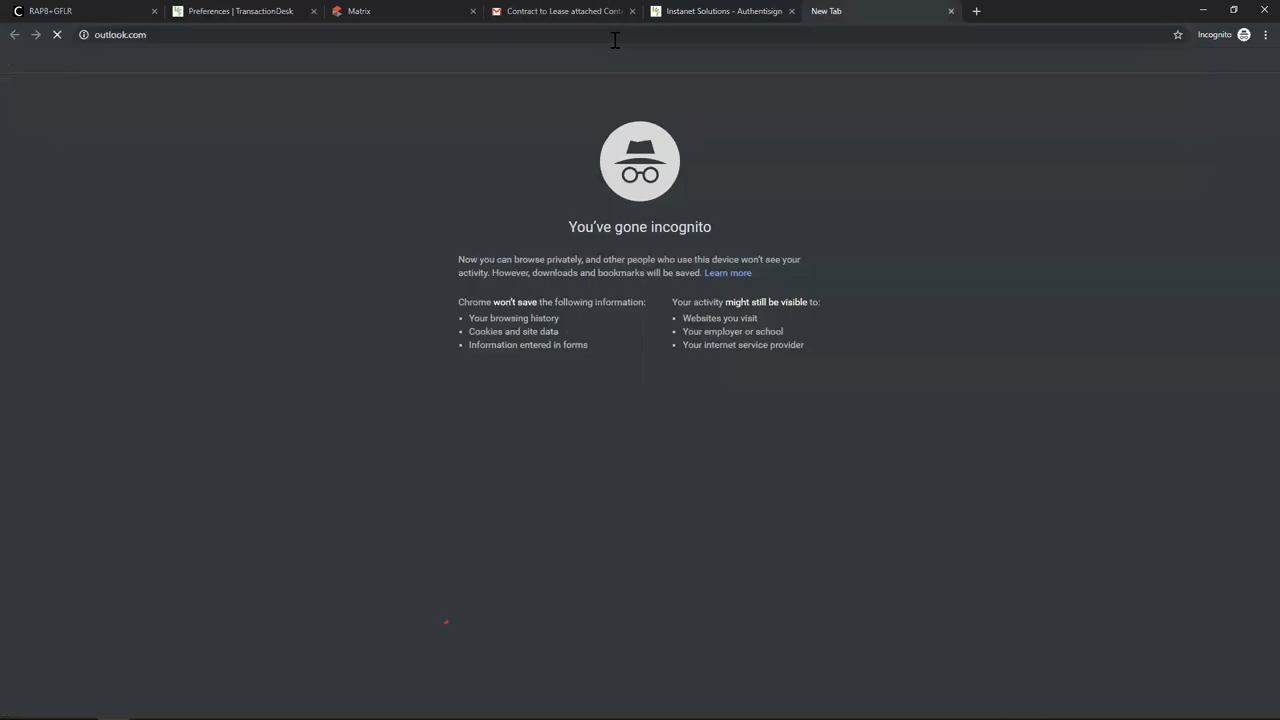 RAPB+GFLR
Preferences | TransactionDesk
Matrix
Contract to Lease attached Cont
Instanet Solutions - Authentisign
New Tab
outlook.com
Incognito
You've gone incognito
Now you can browse privately, and other people who use this device won't see your
activity. However, downloads and bookmarks will be saved. Learn more
Chrome won't save the following information:
• Your browsing history
• Cookies and site data
• Information entered in forms
Your activity might still be visible to:
• Websites you visit
• Your employer or school
• Your internet service provider